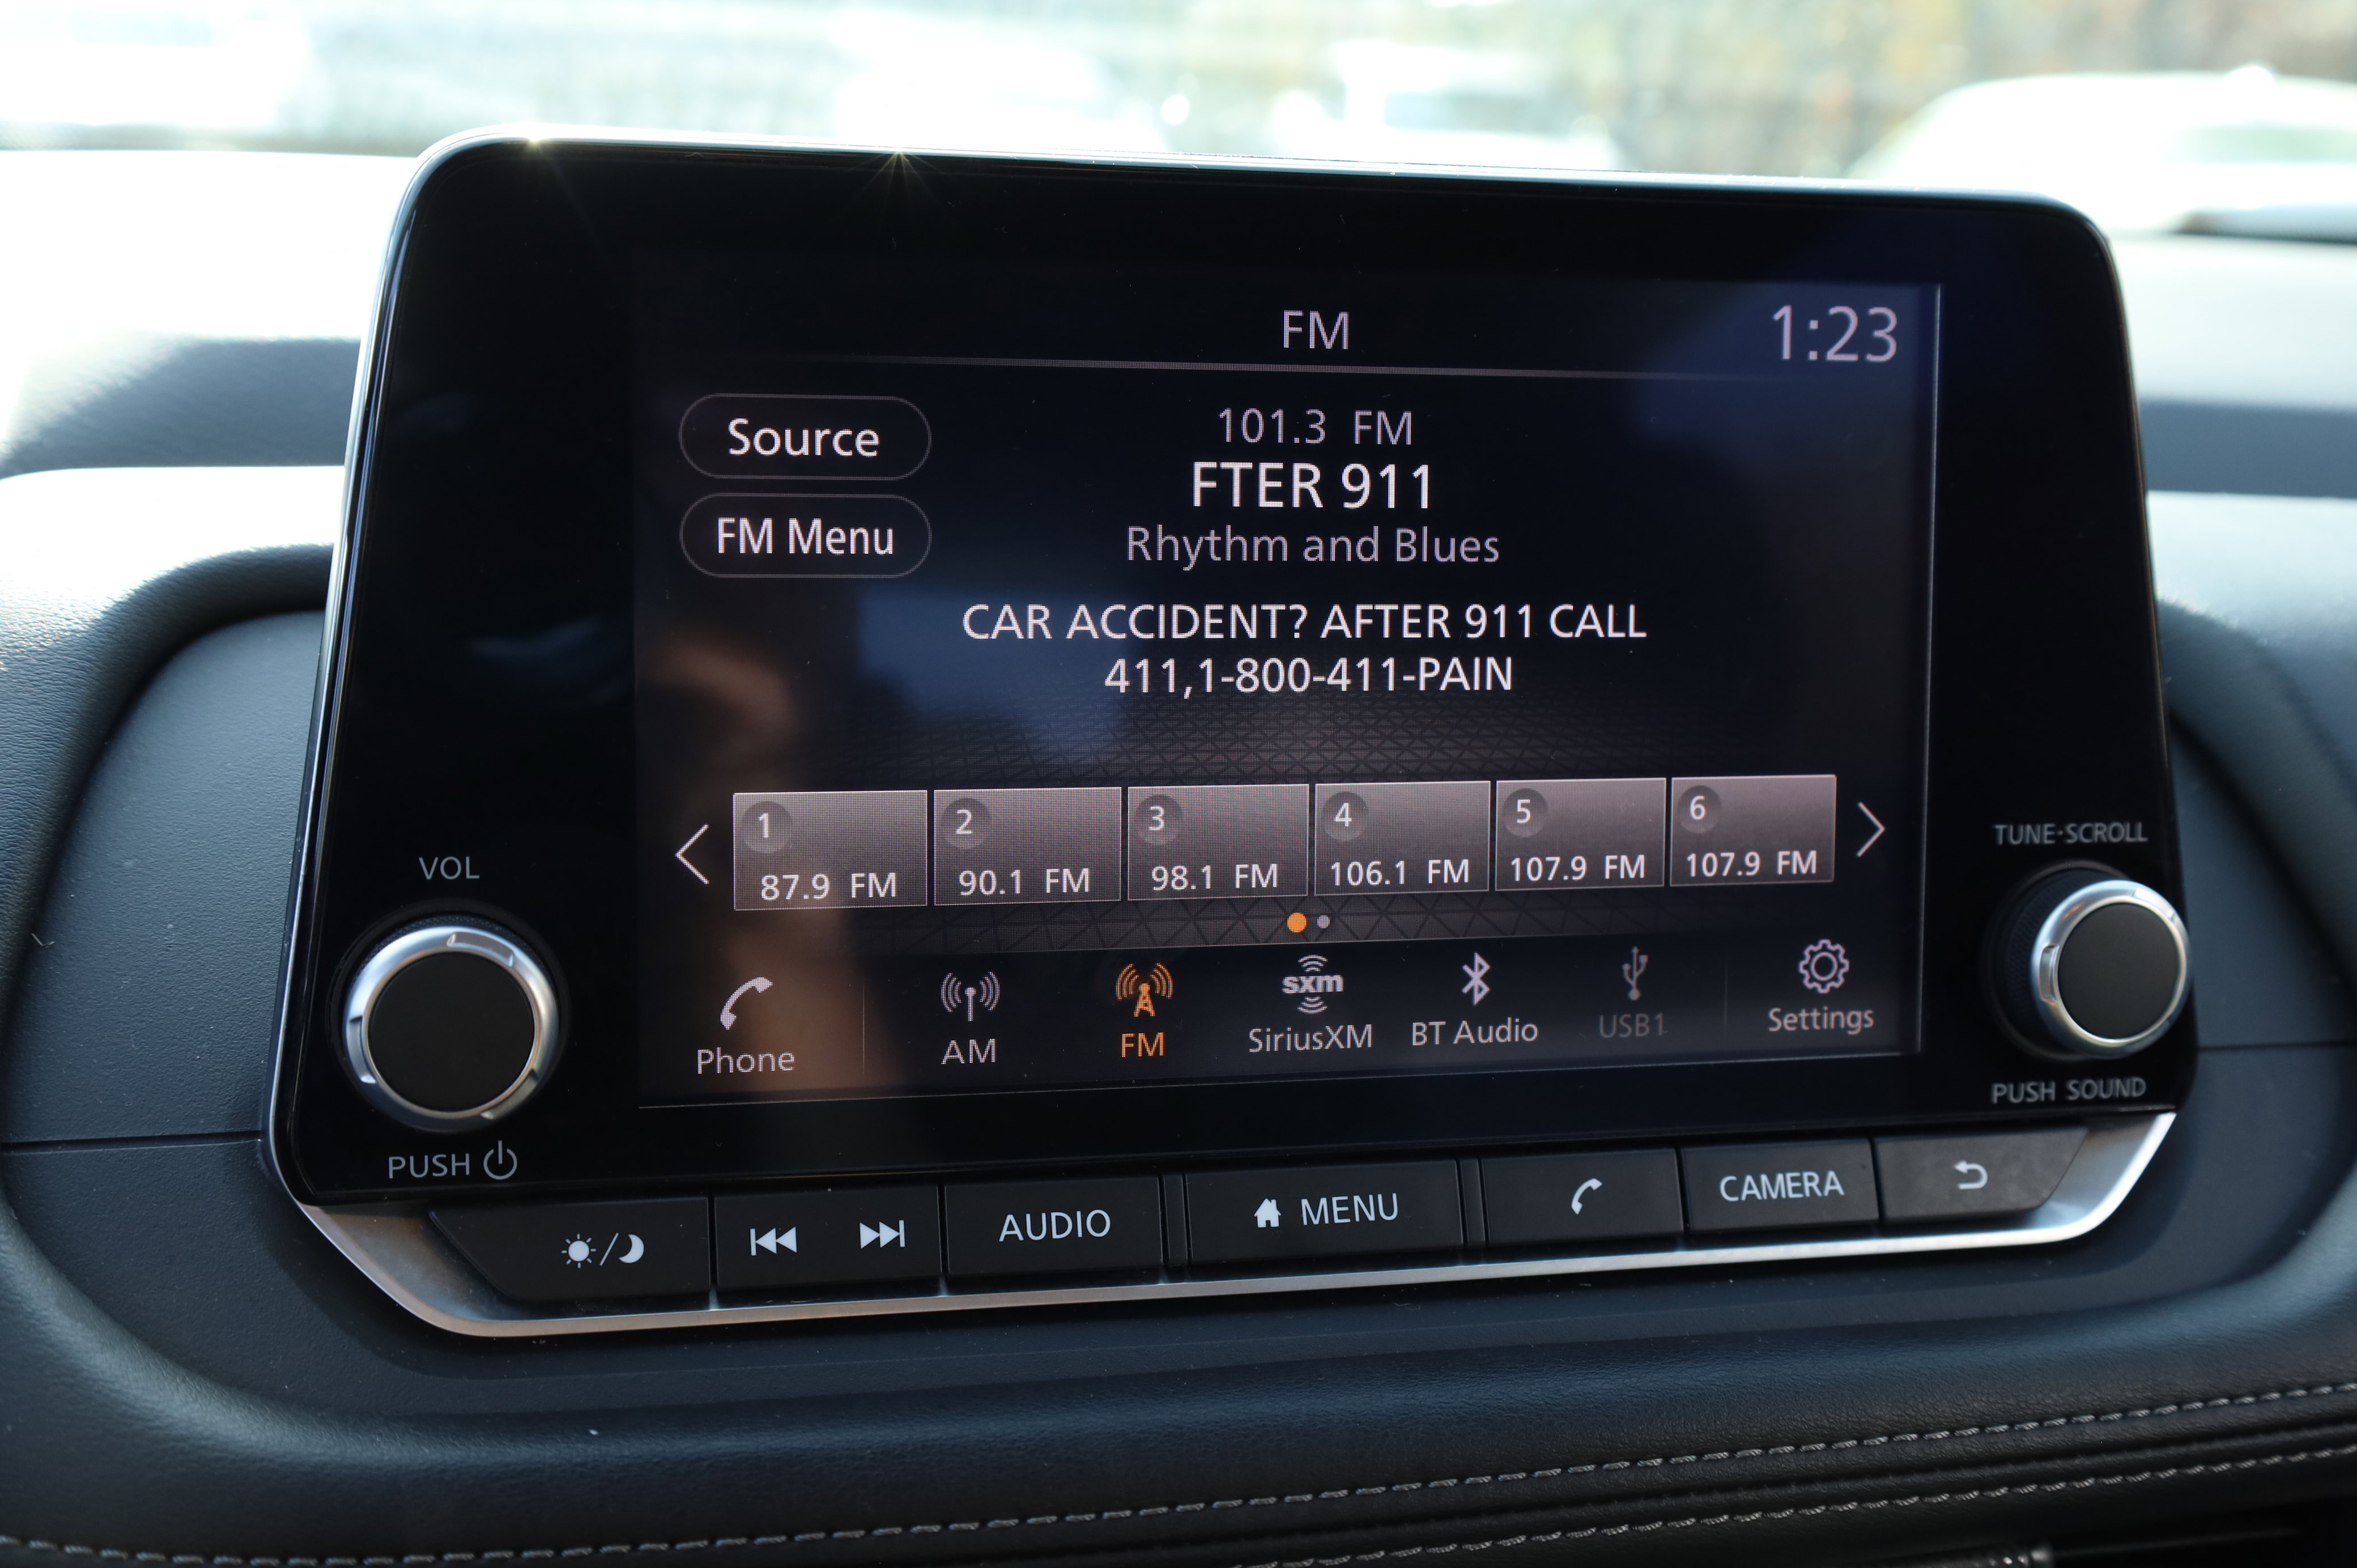 FM
1:23
Source
FM Menu
101.3 FM
FTER 911
Rhythm and Blues
CAR ACCIDENT? AFTER 911 CALL
411,1-800-411-PAIN
1
87.9 FM
2
90.1 FM
3
98.1 FM
4
106.1 FM
5
107.9 FM
6
107.9 FM
VOL
PUSH
TUNE·SCROLL
PUSH SOUND
Phone
AM
FM
sxm
SiriusXM
BT Audio
USB1
Settings
AUDIO
MENU
CAMERA